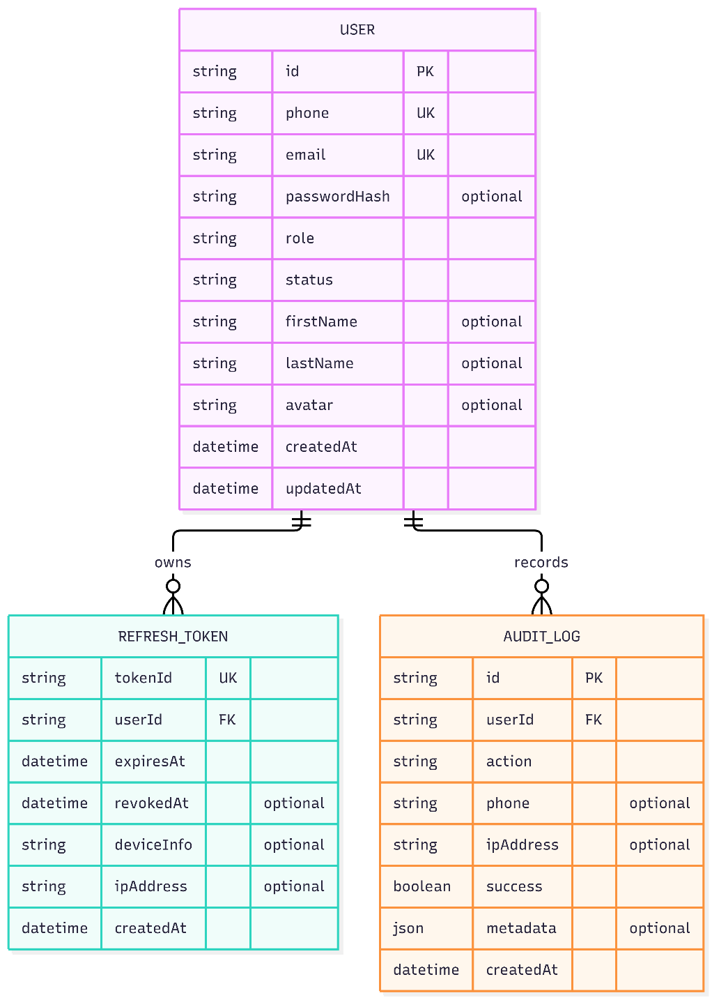 USER
string id PK
string phone UK
string email UK
string passwordHash optional
string role
string status
string firstName optional
string lastName optional
string avatar optional
datetime createdAt
datetime updatedAt
owns
records
REFRESH_TOKEN
string tokenId UK
string userId FK
datetime expiresAt
datetime revokedAt optional
string deviceInfo optional
string ipAddress optional
datetime createdAt
AUDIT_LOG
string id PK
string userId FK
string action
string phone optional
string ipAddress optional
boolean success
json metadata optional
datetime createdAt